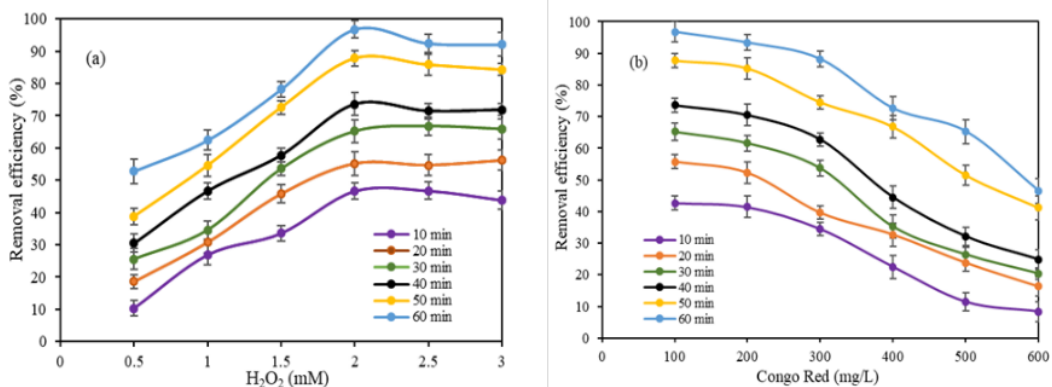 (a)
Removal efficiency (%)
100
90
80
70
60
50
40
30
20
10
0
0
0.5
1
1.5
2
2.5
3
H₂O₂ (mM)
10 min
20 min
30 min
40 min
50 min
60 min
(b)
Removal efficiency (%)
100
90
80
70
60
50
40
30
20
10
0
0
100
200
300
400
500
600
Congo Red (mg/L)
10 min
20 min
30 min
40 min
50 min
60 min